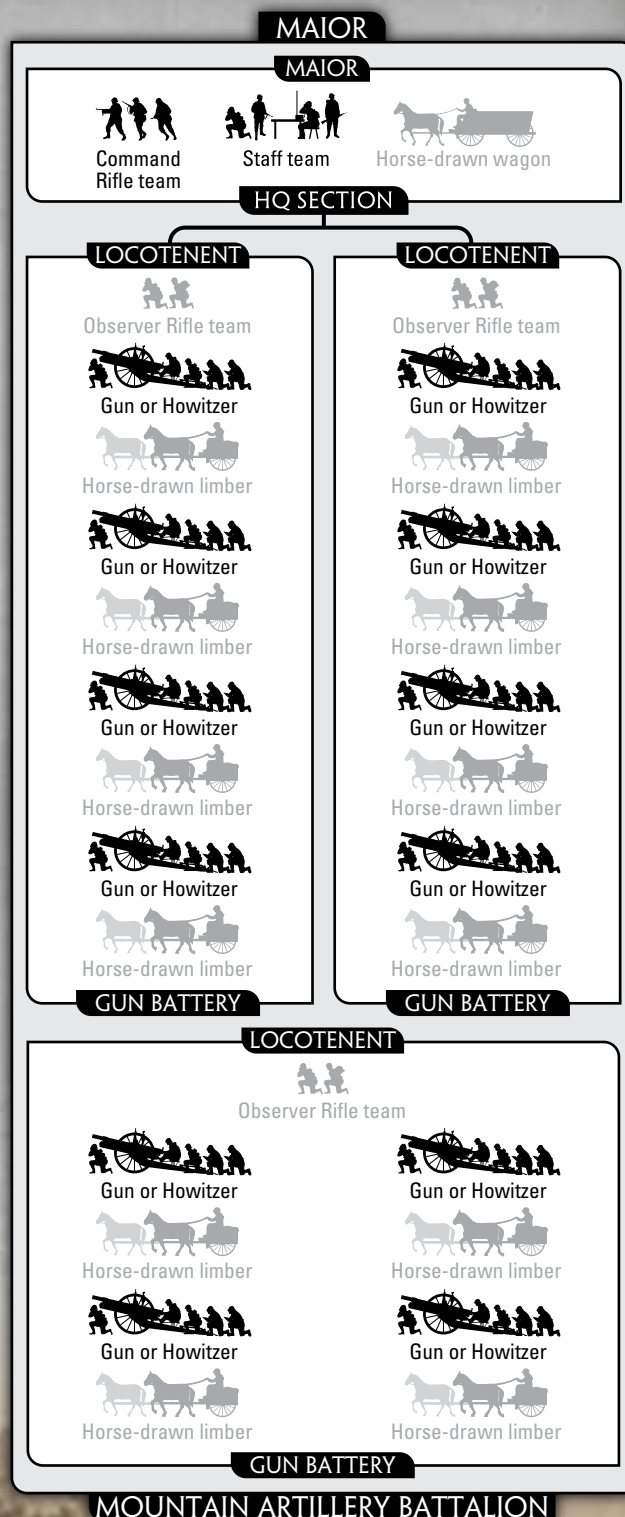 MAIOR
MAIOR
Command
Rifle team
Staff team
Horse-drawn wagon
HQ SECTION
LOCOTENENT
Observer Rifle team
Gun or Howitzer
Horse-drawn limber
Gun or Howitzer
Horse-drawn limber
Gun or Howitzer
Horse-drawn limber
Gun or Howitzer
Horse-drawn limber
GUN BATTERY
LOCOTENENT
Observer Rifle team
Gun or Howitzer
Horse-drawn limber
Gun or Howitzer
Horse-drawn limber
Gun or Howitzer
Horse-drawn limber
Gun or Howitzer
Horse-drawn limber
GUN BATTERY
LOCOTENENT
Observer Rifle team
Gun or Howitzer
Gun or Howitzer
Horse-drawn limber
Horse-drawn limber
Gun or Howitzer
Gun or Howitzer
Horse-drawn limber
Horse-drawn limber
GUN BATTERY
MOUNTAIN ARTILLERY BATTALION